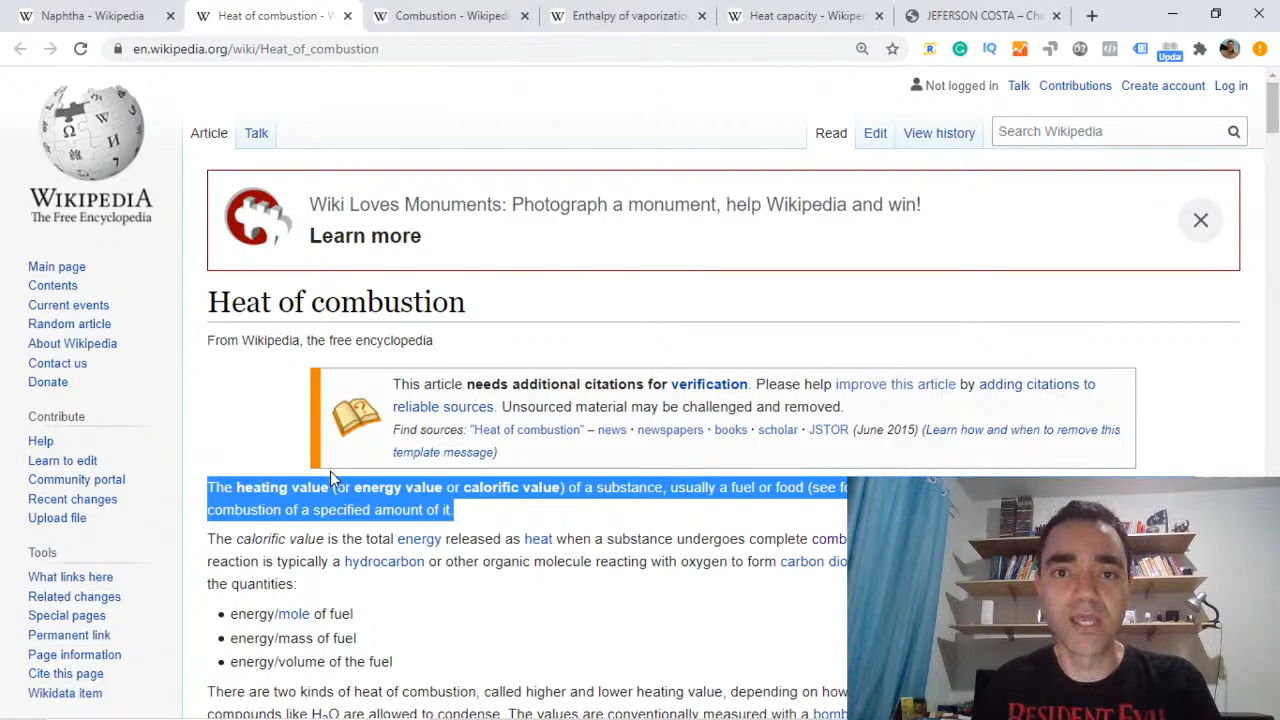 Naphtha - Wikipedia
Heat of combustion -
Combustion - Wikiped
Enthalpy of vaporizatio
Heat capacity - Wikiper
JEFERSON COSTA – Che
en.wikipedia.org/wiki/Heat_of_combustion
Updat
Not logged in Talk Contributions Create account Log in
Article Talk Read Edit View history Search Wikipedia
WIKIPEDIA
The Free Encyclopedia
Wiki Loves Monuments: Photograph a monument, help Wikipedia and win!
Learn more
Main page
Contents
Current events
Random article
About Wikipedia
Contact us
Donate
Contribute
Help
Learn to edit
Community portal
Recent changes
Upload file
Tools
What links here
Related changes
Special pages
Permanent link
Page information
Cite this page
Wikidata item
Heat of combustion
From Wikipedia, the free encyclopedia
This article needs additional citations for verification. Please help improve this article by adding citations to
reliable sources. Unsourced material may be challenged and removed.
Find sources: "Heat of combustion" – news · newspapers · books · scholar · JSTOR (June 2015) (Learn how and when to remove this
template message)
The heating value (or energy value or calorific value) of a substance, usually a fuel or food (see fo
combustion of a specified amount of it.
The calorific value is the total energy released as heat when a substance undergoes complete comb
reaction is typically a hydrocarbon or other organic molecule reacting with oxygen to form carbon dio
the quantities:
• energy/mole of fuel
• energy/mass of fuel
• energy/volume of the fuel
There are two kinds of heat of combustion, called higher and lower heating value, depending on how
compounds like H₂O are allowed to condense. The values are conventionally measured with a bomb
RESIDENT EVIL